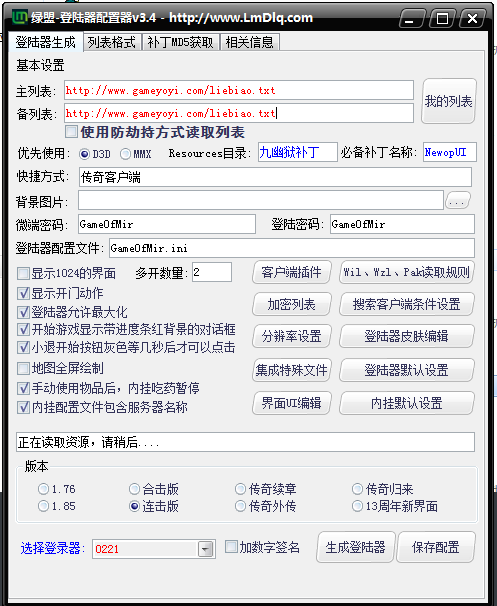 绿盟-登陆器配置器v3.4 - http://www.LmDlq.com
登陆器生成 列表格式 补丁MD5获取 相关信息
基本设置
主列表: http://www.gameyoyi.com/liebiao.txt
备列表: http://www.gameyoyi.com/liebiao.txt
我的列表
使用防劫持方式读取列表
优先使用: D3D MMX Resources目录: 九幽狱补丁 必备补丁名称: NewopUI
快捷方式: 传奇客户端
背景图片: ...
微端密码: GameOfMir 登陆密码: GameOfMir
登陆器配置文件: GameOfMir.ini
显示1024的界面 多开数量: 2 客户端插件 Wil、Wzl、Pak读取规则
显示开门动作
登陆器允许最大化 加密列表 搜索客户端条件设置
开始游戏显示带进度条红背景的对话框 分辨率设置 登陆器皮肤编辑
小退开始按钮灰色等几秒后才可以点击
地图全屏绘制 集成特殊文件 登陆器默认设置
手动使用物品后，内挂吃药暂停
内挂配置文件包含服务器名称 界面UI编辑 内挂默认设置
正在读取资源，请稍后....
版本
1.76 合击版 传奇续章 传奇归来
1.85 连击版 传奇外传 13周年新界面
选择登录器: 0221 加数字签名 生成登陆器 保存配置